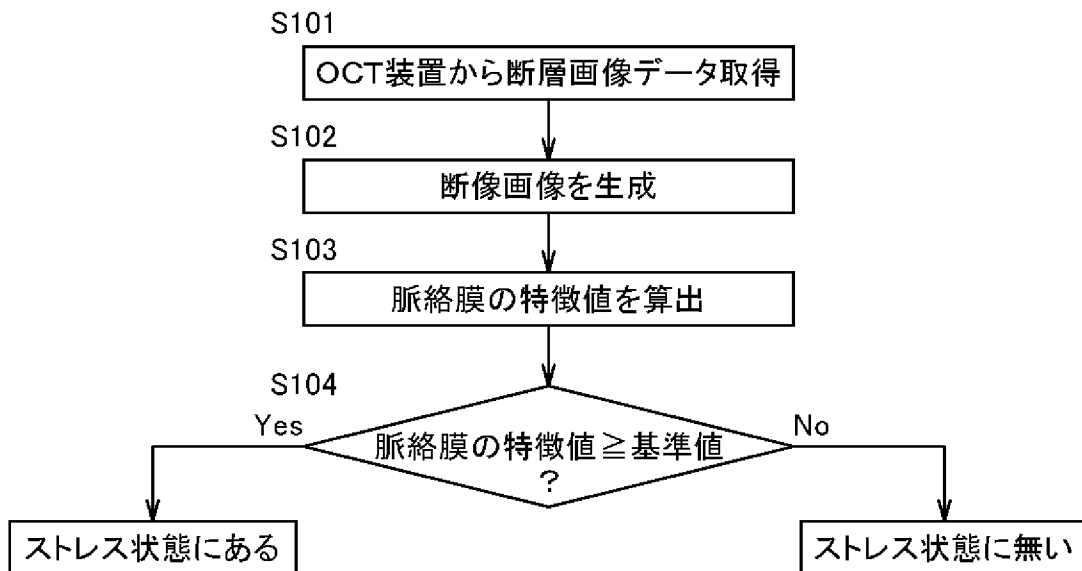 S101
OCT装置から断層画像データ取得
S102
断像画像を生成
S103
脈絡膜の特徴値を算出
S104
Yes
No
脈絡膜の特徴値≧基準値
?
ストレス状態にある
ストレス状態に無い